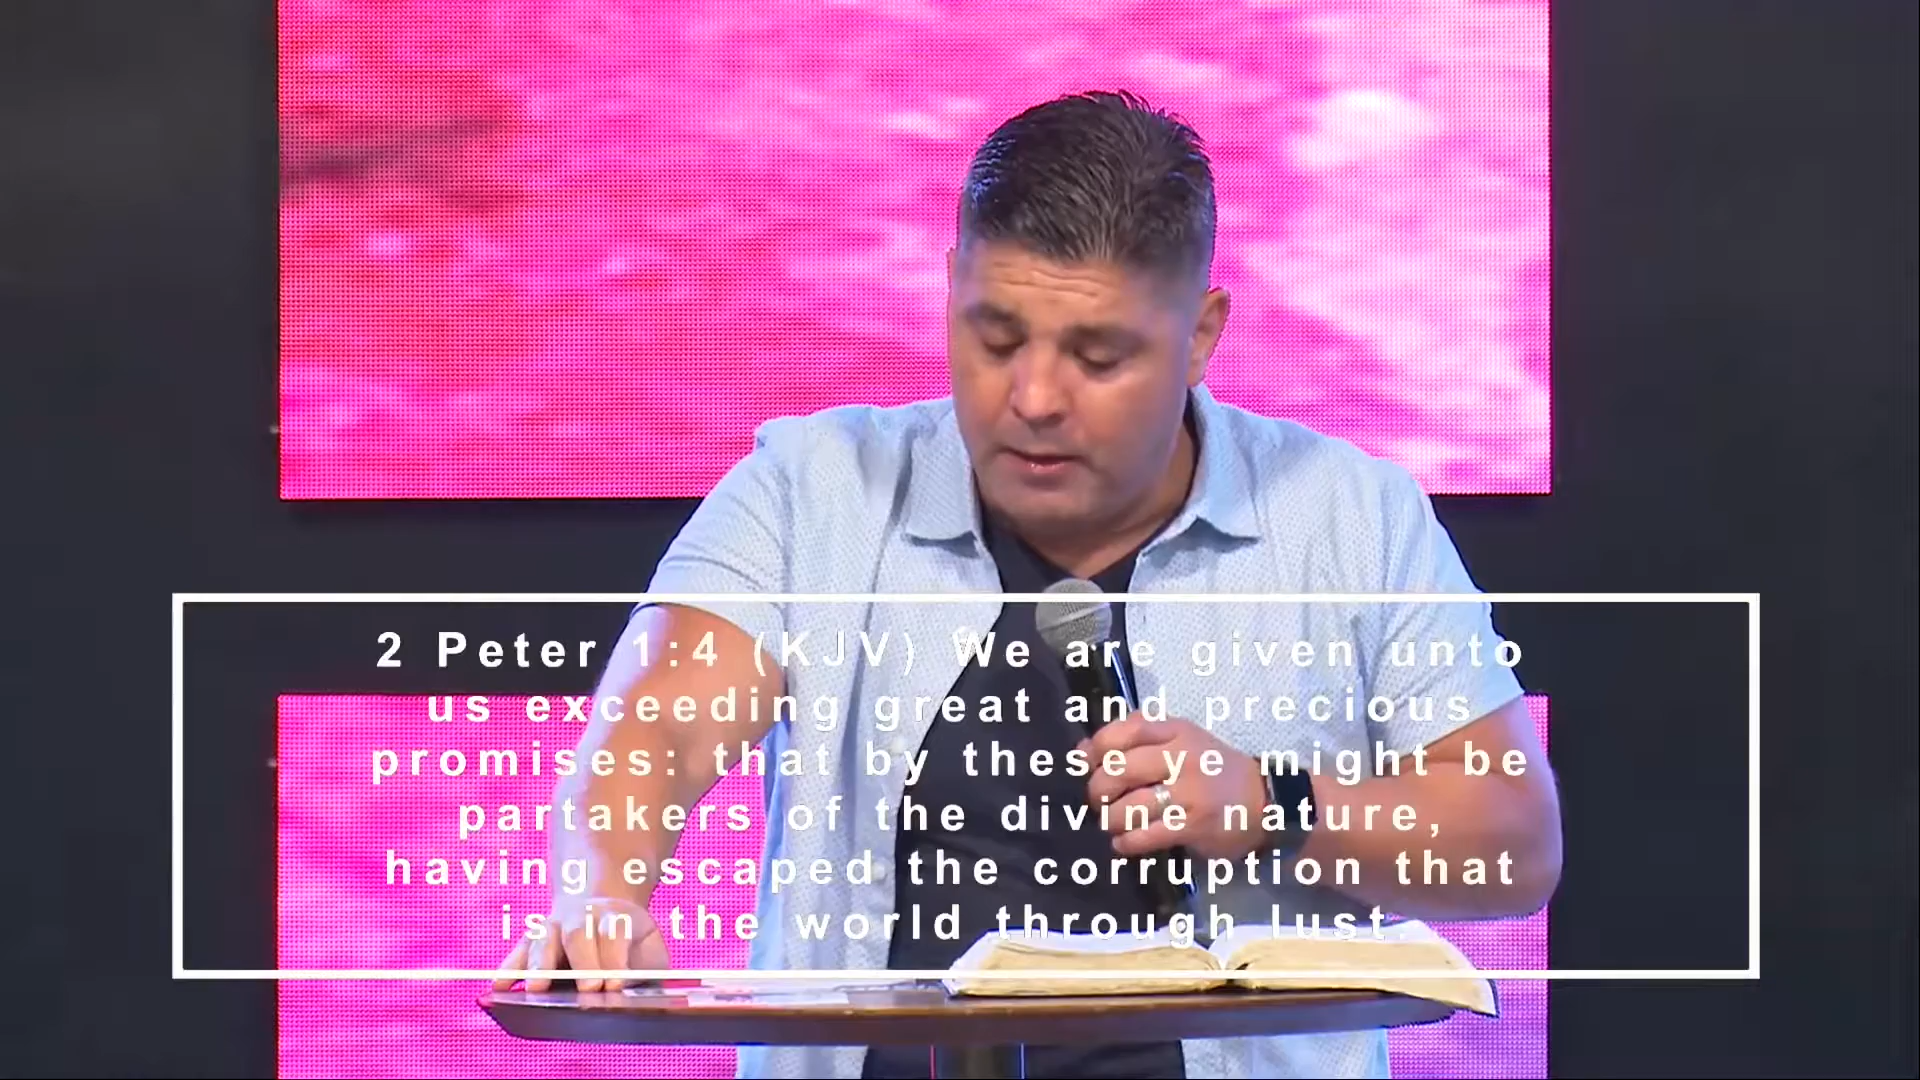 2 Peter 1:4 (KJV) We are given unto
us exceeding great and precious
promises: that by these ye might be
partakers of the divine nature,
having escaped the corruption that
is in the world through lust.